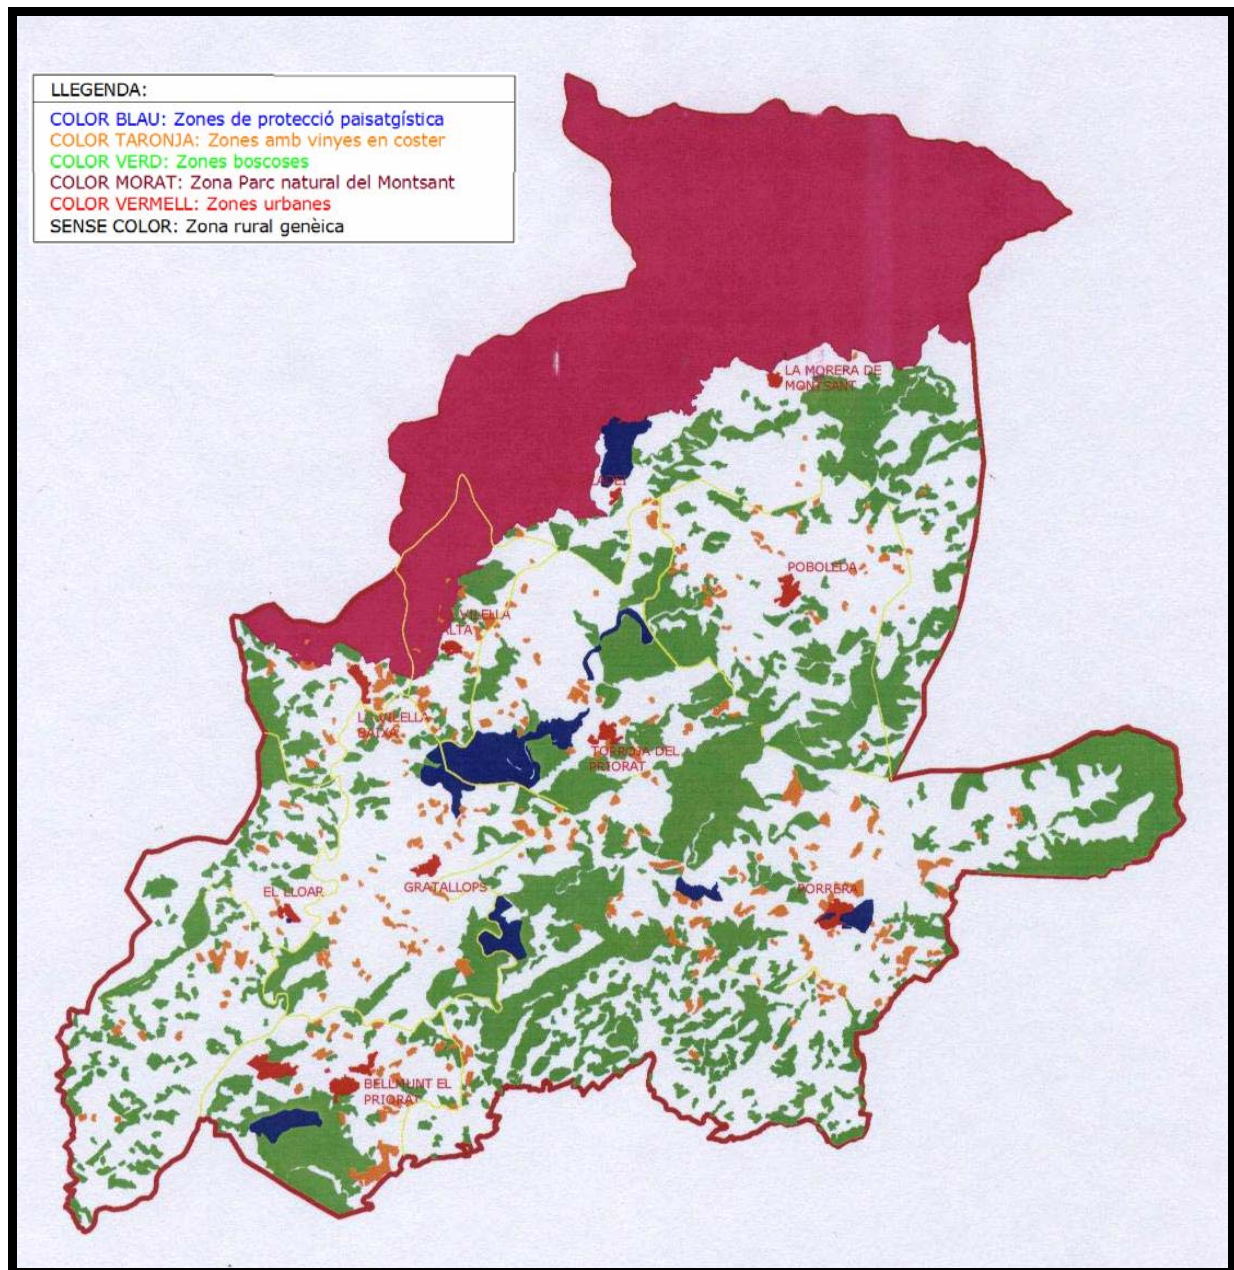 LLEGENDA:
COLOR BLAU: Zones de protecció paisatgística
COLOR TARONJA: Zones amb vinyes en coster
COLOR VERD: Zones boscoses
COLOR MORAT: Zona Parc natural del Montsant
COLOR VERMELL: Zones urbanes
SENSE COLOR: Zona rural genèica
LA MORERA DE
MONTSANT
POBOLEDA
VILELLA
ALTA
LA VILELLA
BAIXA
TORROJA DEL
PRIORAT
GRATALLOPS
EL LLOAR
PORRERA
BELLMUNT EL
PRIORAT